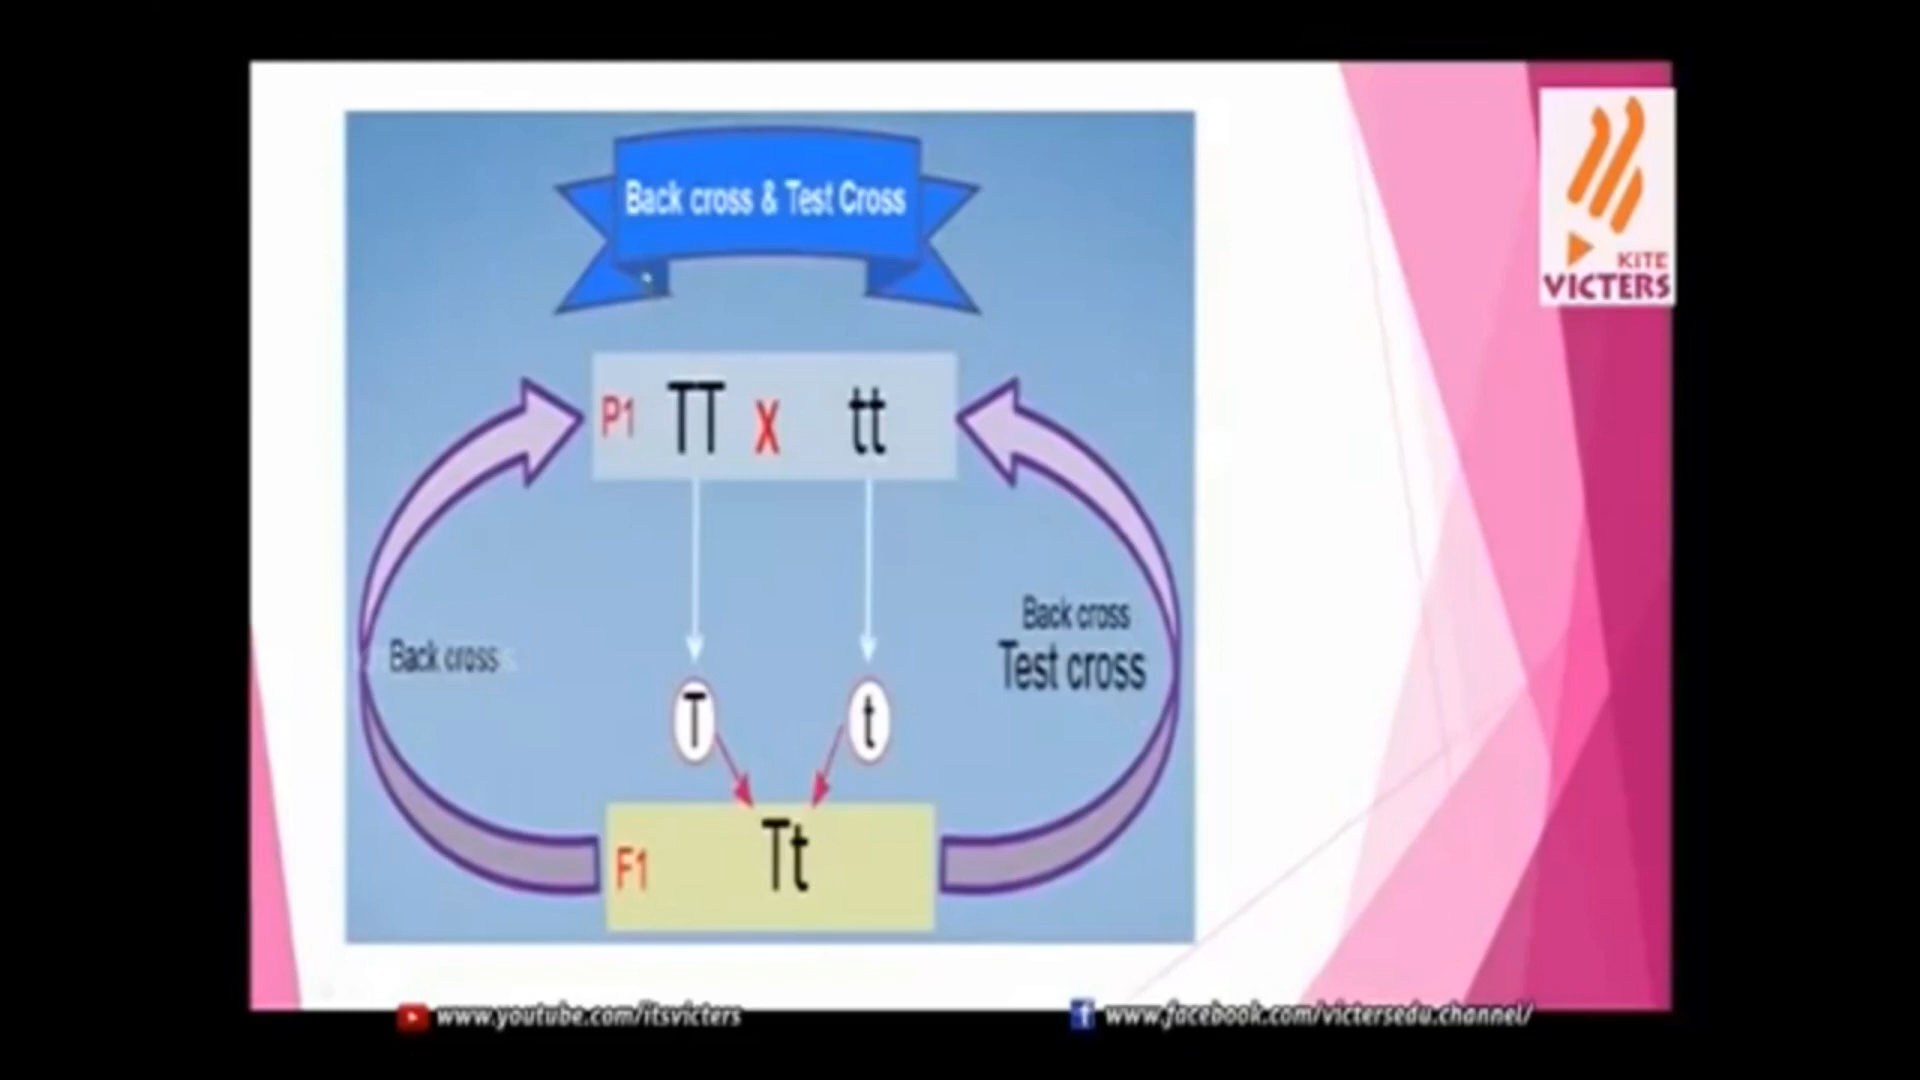 Back cross & Test Cross
P1 TT x tt
Back cross
Back cross
Test cross
T
t
F1 Tt
KITE
VICTERS
www.youtube.com/itsvicters
www.facebook.com/victersedu.channel/